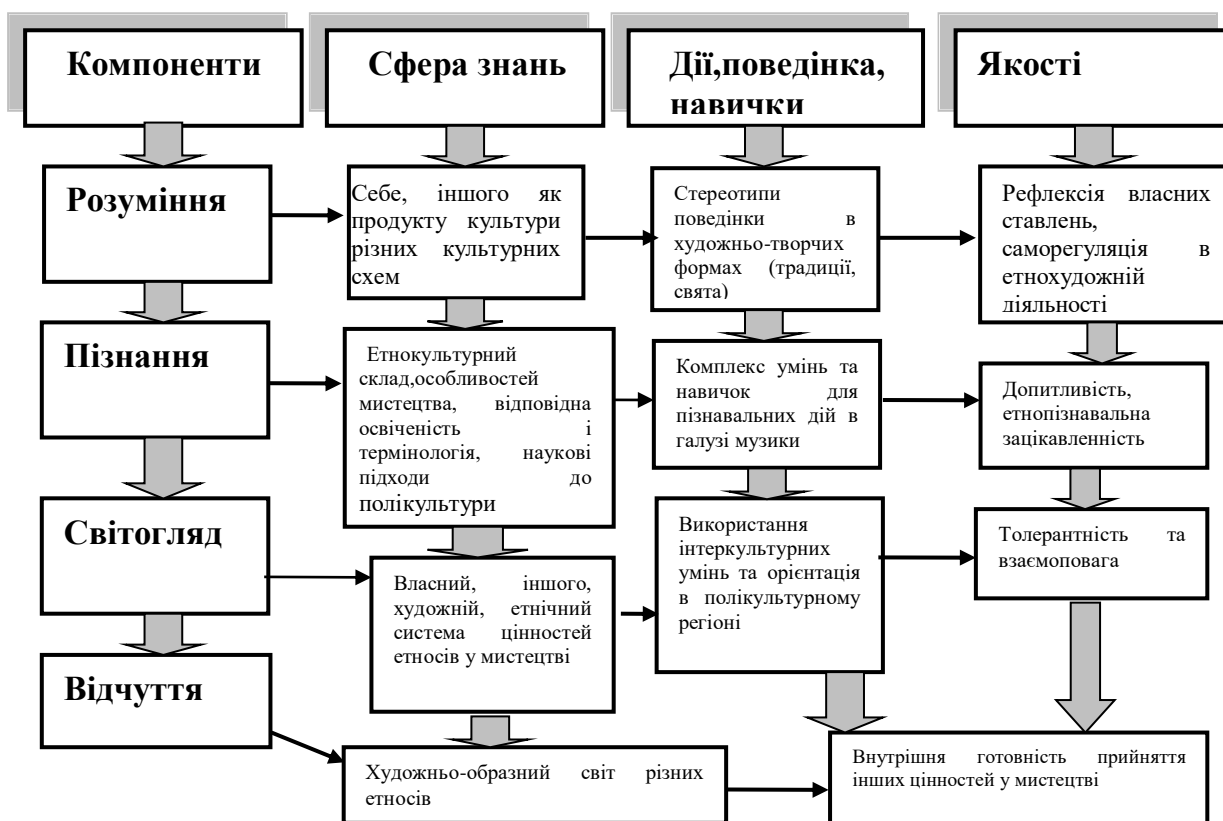 Компоненти
Сфера знань
Дії,поведінка,
навички
Якості
Розуміння
Себе, іншого як
продукту культури
різних культурних
схем
Стереотипи
поведінки в
художньо-творчих
формах (традиції,
свята)
Рефлексія власних
ставлень,
саморегуляція в
етнохудожній
діяльності
Пізнання
Етнокультурний
склад,особливостей
мистецтва, відповідна
освіченість і
термінологія, наукові
підходи до
полікультури
Комплекс умінь та
навичок для
пізнавальних дій в
галузі музики
Допитливість,
етнопізнавальна
зацікавленність
Світогляд
Власний, іншого,
художній, етнічний
система цінностей
етносів у мистецтві
Використання
інтеркультурних
умінь та орієнтація
в полікультурному
регіоні
Толерантність та
взаємоповага
Відчуття
Художньо-образний світ різних
етносів
Внутрішня готовність прийняття
інших цінностей у мистецтві